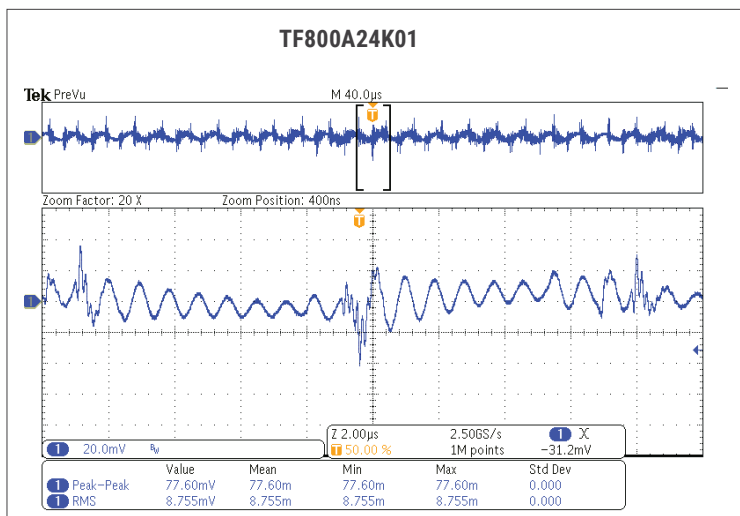 TF800A24K01
Tek PreVu M 40.0µs
T
1
Zoom Factor: 20 X Zoom Position: 400ns
T
1
1 20.0mV BW
Z 2.00µs 2.50GS/s 1
T 50.00 % 1M points −31.2mV
Value Mean Min Max Std Dev
1 Peak−Peak 77.60mV 77.60m 77.60m 77.60m 0.000
1 RMS 8.755mV 8.755m 8.755m 8.755m 0.000